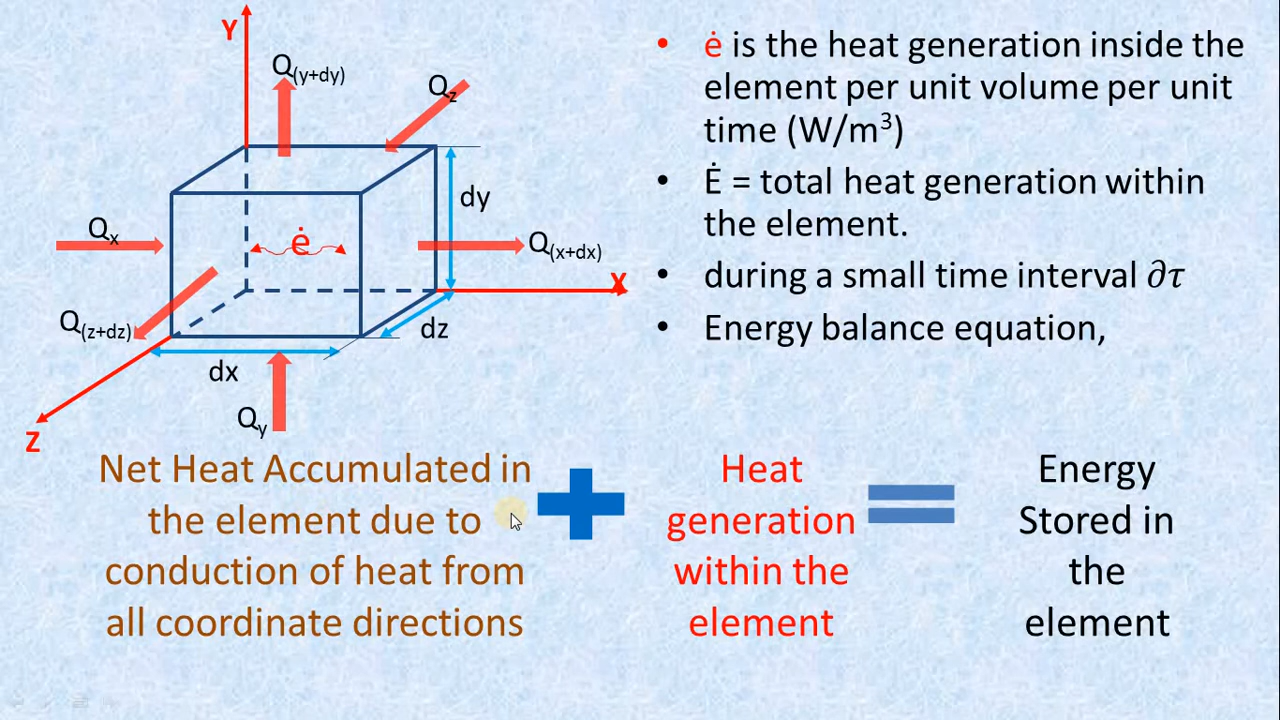 Y
Q(y+dy)
Qz
dy
Qx
ė
Q(x+dx)
X
Q(z+dz)
dz
dx
Qy
Z
• ė is the heat generation inside the
element per unit volume per unit
time (W/m³)
• Ė = total heat generation within
the element.
• during a small time interval ∂τ
• Energy balance equation,
Net Heat Accumulated in
the element due to
conduction of heat from
all coordinate directions
+
Heat
generation
within the
element
=
Energy
Stored in
the
element